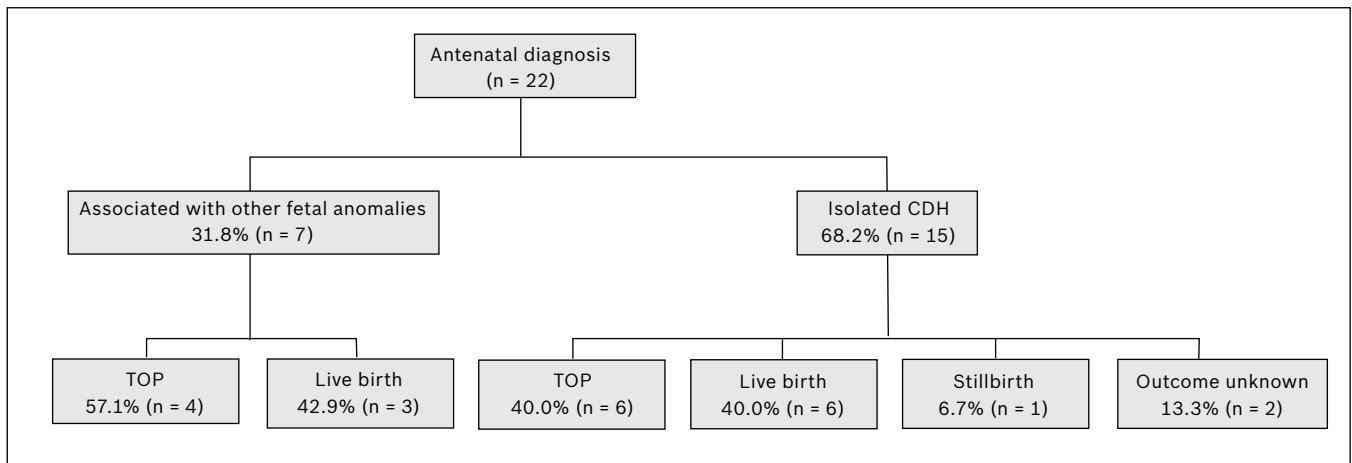 Antenatal diagnosis
(n = 22)
Associated with other fetal anomalies
31.8% (n = 7)
Isolated CDH
68.2% (n = 15)
TOP
57.1% (n = 4)
Live birth
42.9% (n = 3)
TOP
40.0% (n = 6)
Live birth
40.0% (n = 6)
Stillbirth
6.7% (n = 1)
Outcome unknown
13.3% (n = 2)